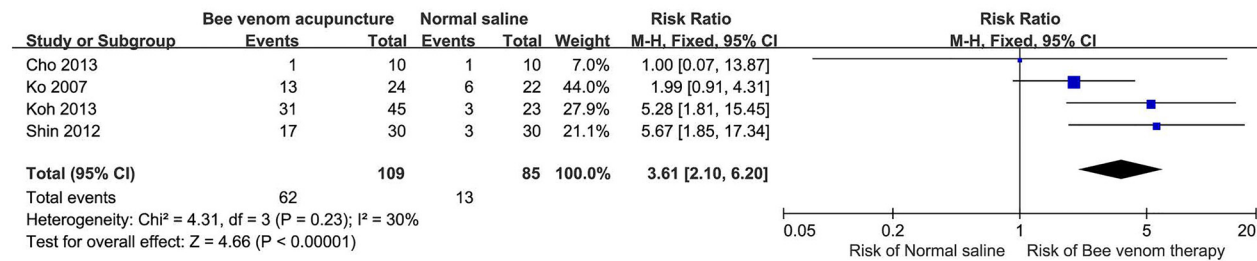 Bee venom acupuncture Normal saline Risk Ratio Risk Ratio
Study or Subgroup Events Total Events Total Weight M-H, Fixed, 95% CI M-H, Fixed, 95% CI
Cho 2013 1 10 1 10 7.0% 1.00 [0.07, 13.87]
Ko 2007 13 24 6 22 44.0% 1.99 [0.91, 4.31]
Koh 2013 31 45 3 23 27.9% 5.28 [1.81, 15.45]
Shin 2012 17 30 3 30 21.1% 5.67 [1.85, 17.34]
Total (95% CI) 109 85 100.0% 3.61 [2.10, 6.20]
Total events 62 13
Heterogeneity: Chi² = 4.31, df = 3 (P = 0.23); I² = 30%
Test for overall effect: Z = 4.66 (P < 0.00001)
0.05 0.2 1 5 20
Risk of Normal saline Risk of Bee venom therapy